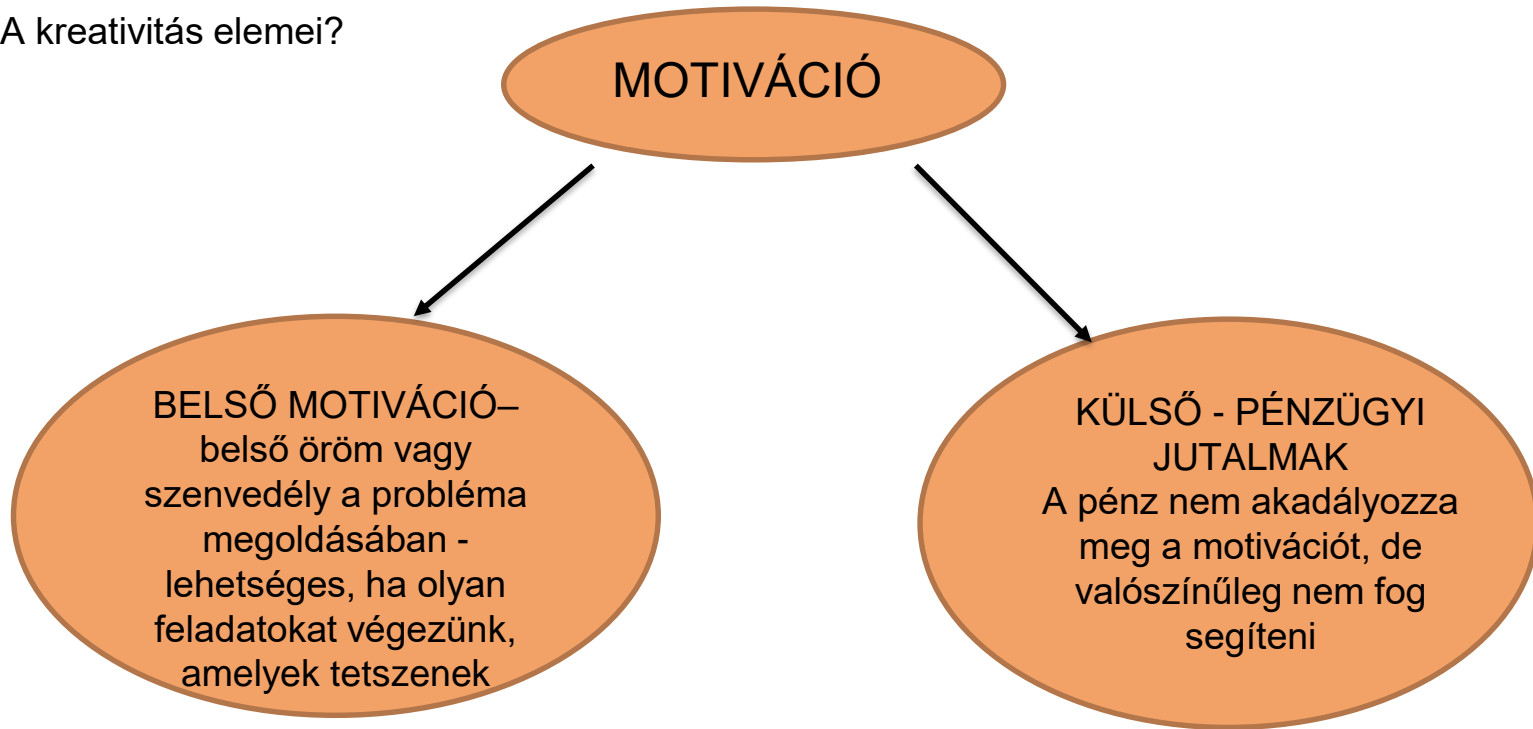 A kreativitás elemei?
MOTIVÁCIÓ
BELSŐ MOTIVÁCIÓ–
belső öröm vagy
szenvedély a probléma
megoldásában -
lehetséges, ha olyan
feladatokat végezünk,
amelyek tetszenek
KÜLSŐ - PÉNZÜGYI
JUTALMAK
A pénz nem akadályozza
meg a motivációt, de
valószínűleg nem fog
segíteni